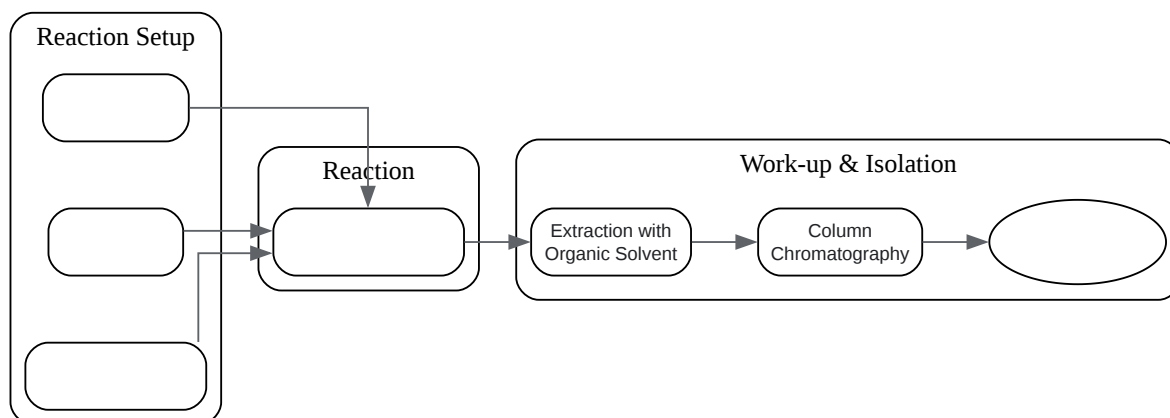 Reaction Setup
Reaction
Work-up & Isolation
Extraction with
Organic Solvent
Column
Chromatography